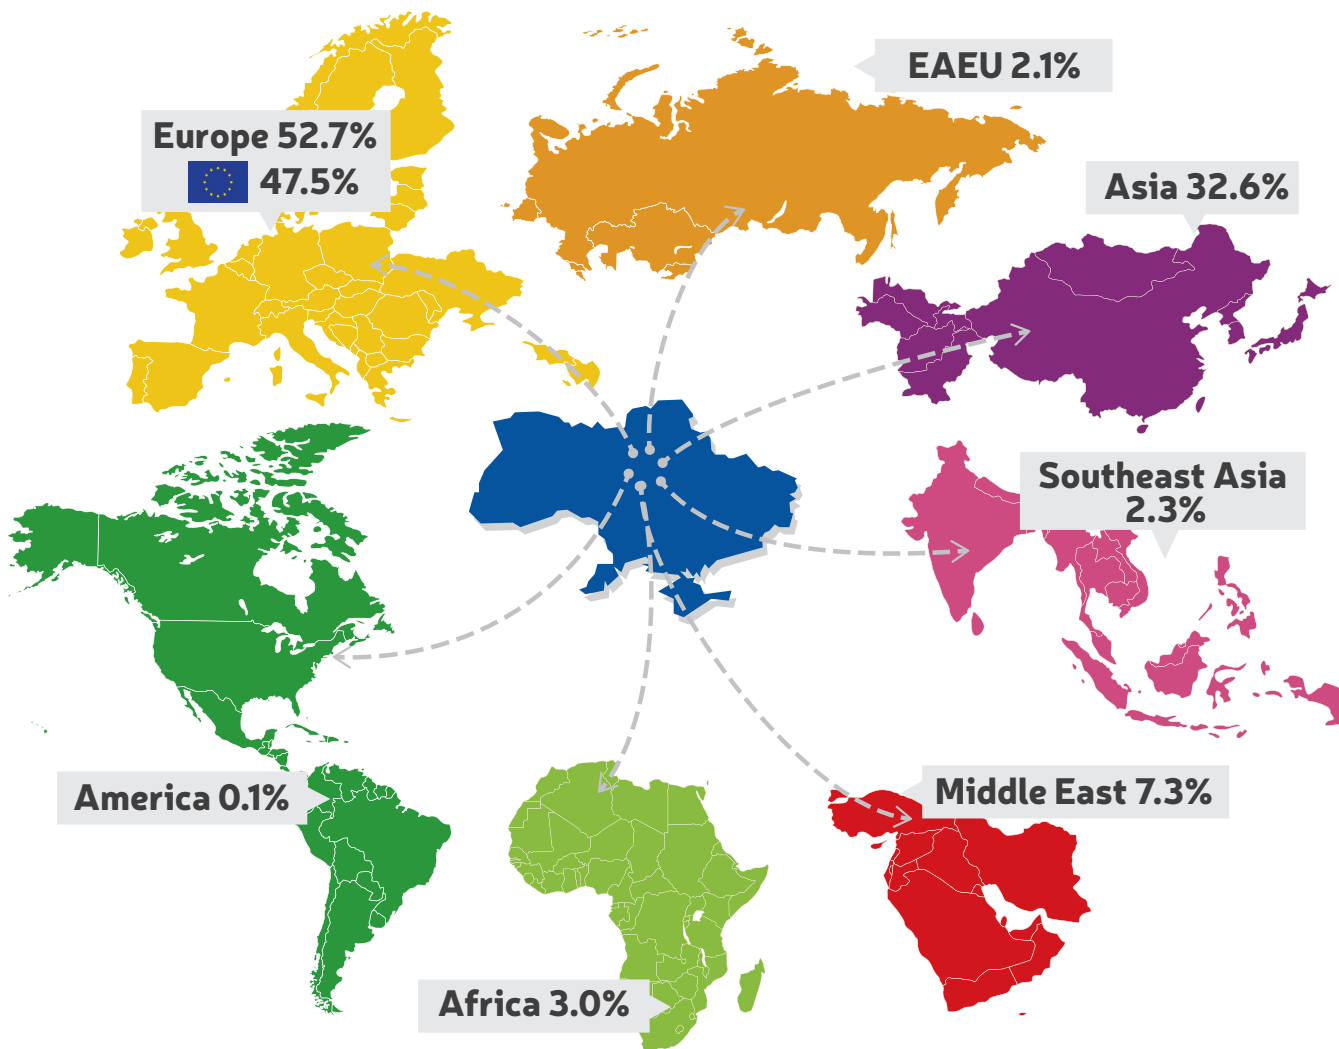 EAEU 2.1%
Europe 52.7%
47.5%
Asia 32.6%
Southeast Asia
2.3%
America 0.1%
Middle East 7.3%
Africa 3.0%